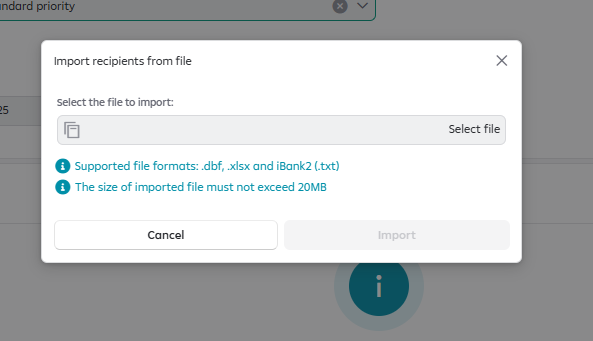 ndard priority
Import recipients from file
25
Select the file to import:
Select file
Supported file formats: .dbf, .xlsx and iBank2 (.txt)
The size of imported file must not exceed 20MB
Cancel
Import